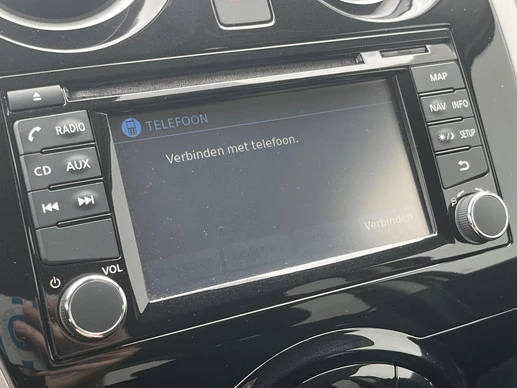 MAP
RADIO
TELEFOON
NAV INFO
CD AUX
Verbinden met telefoon.
SETUP
Verbinden
VOL